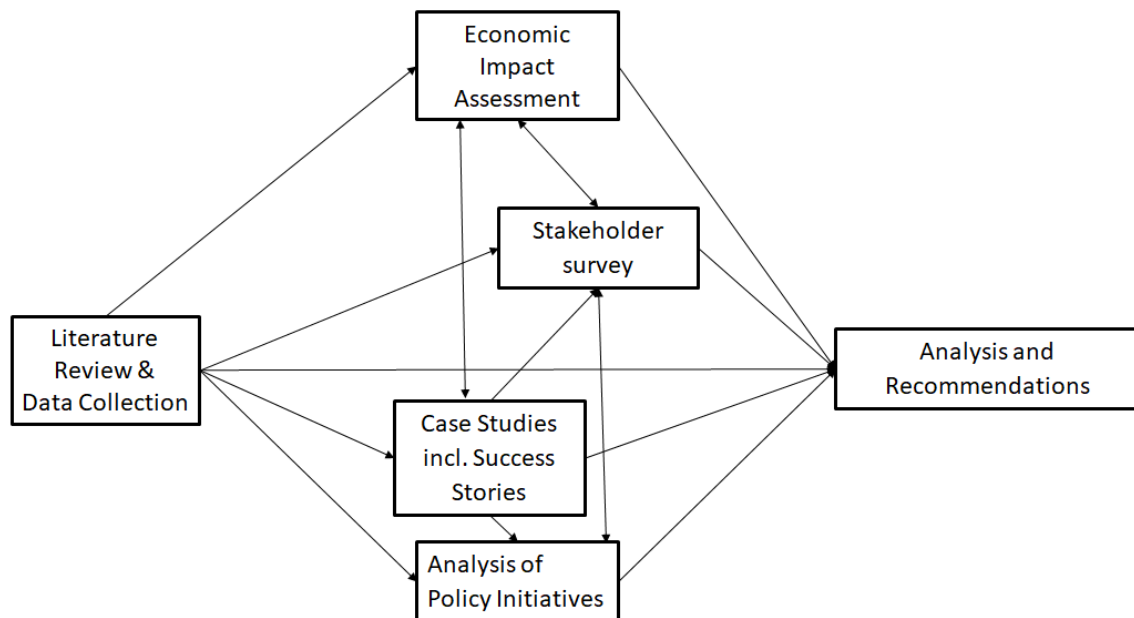 Economic
Impact
Assessment
Stakeholder
survey
Literature
Review &
Data Collection
Analysis and
Recommendations
Case Studies
incl. Success
Stories
Analysis of
Policy Initiatives